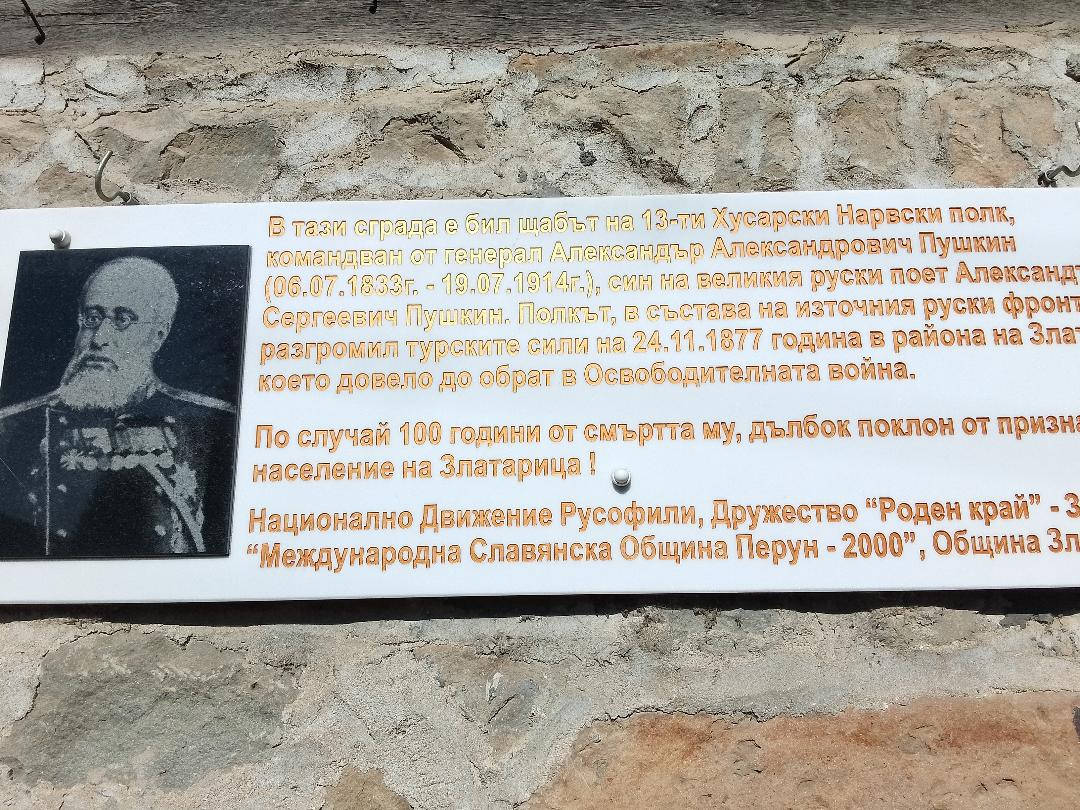 В тази сграда е бил щабът на 13-ти Хусарски Нарвски полк,
командван от генерал Александър Александрович Пушкин
(06.07.1833г. - 19.07.1914г.), син на великия руски поет
Сергеевич Пушкин. Полкът, в състава на източния руски фронт
разгромил турските сили на 24.11.1877 година в района на
което довело до обрат в Освободителната война.
По случай 100 години от смъртта му, дълбок поклон от
население на Златарица !
Национално Движение Русофили, Дружество “Роден край” -
“Международна Славянска Община Перун - 2000”, Община